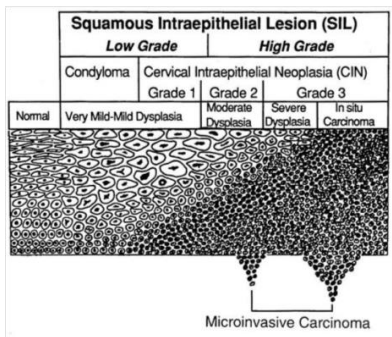 Squamous Intraepithelial Lesion (SIL)
Low Grade High Grade
Condyloma Cervical Intraepithelial Neoplasia (CIN)
Grade 1 Grade 2 Grade 3
Normal Very Mild-Mild Dysplasia Moderate Dysplasia Severe Dysplasia In situ Carcinoma
Microinvasive Carcinoma